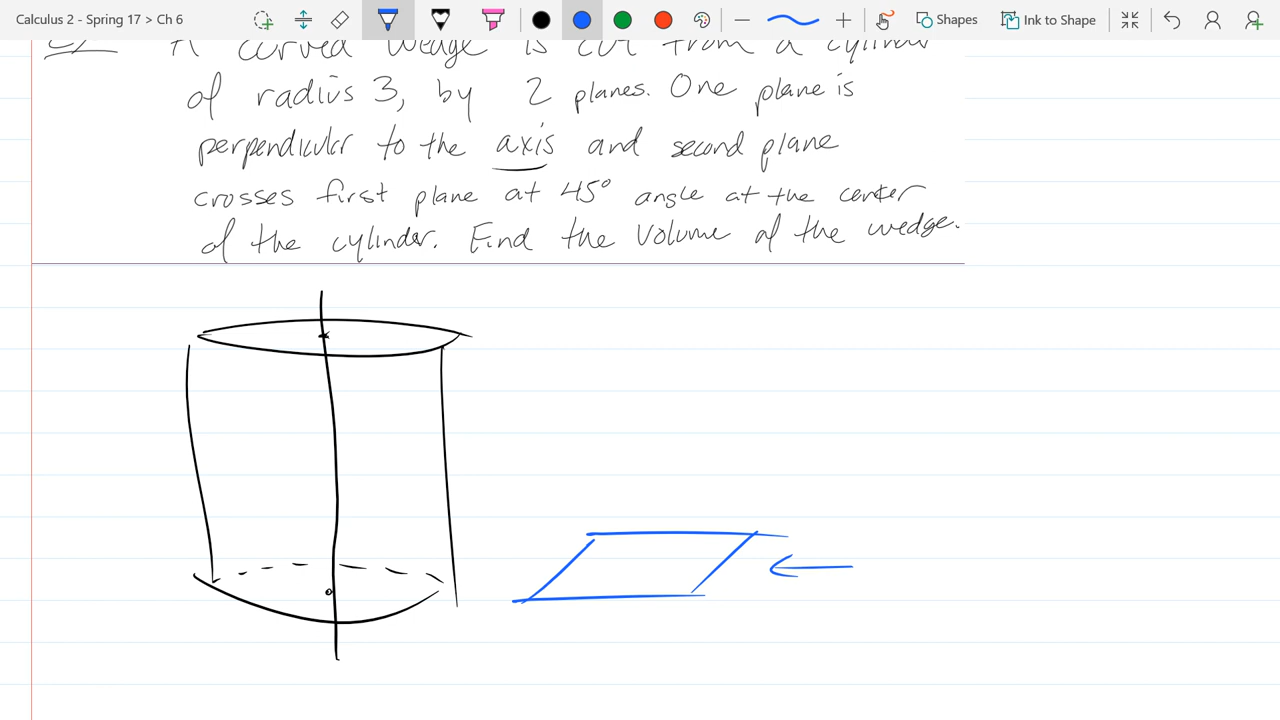 Calculus 2 - Spring 17 > Ch 6
Shapes
Ink to Shape
Ex A curved wedge is cut from a cylinder
of radius 3, by 2 planes. One plane is
perpendicular to the axis and second plane
crosses first plane at 45° angle at the center
of the cylinder. Find the Volume of the wedge.